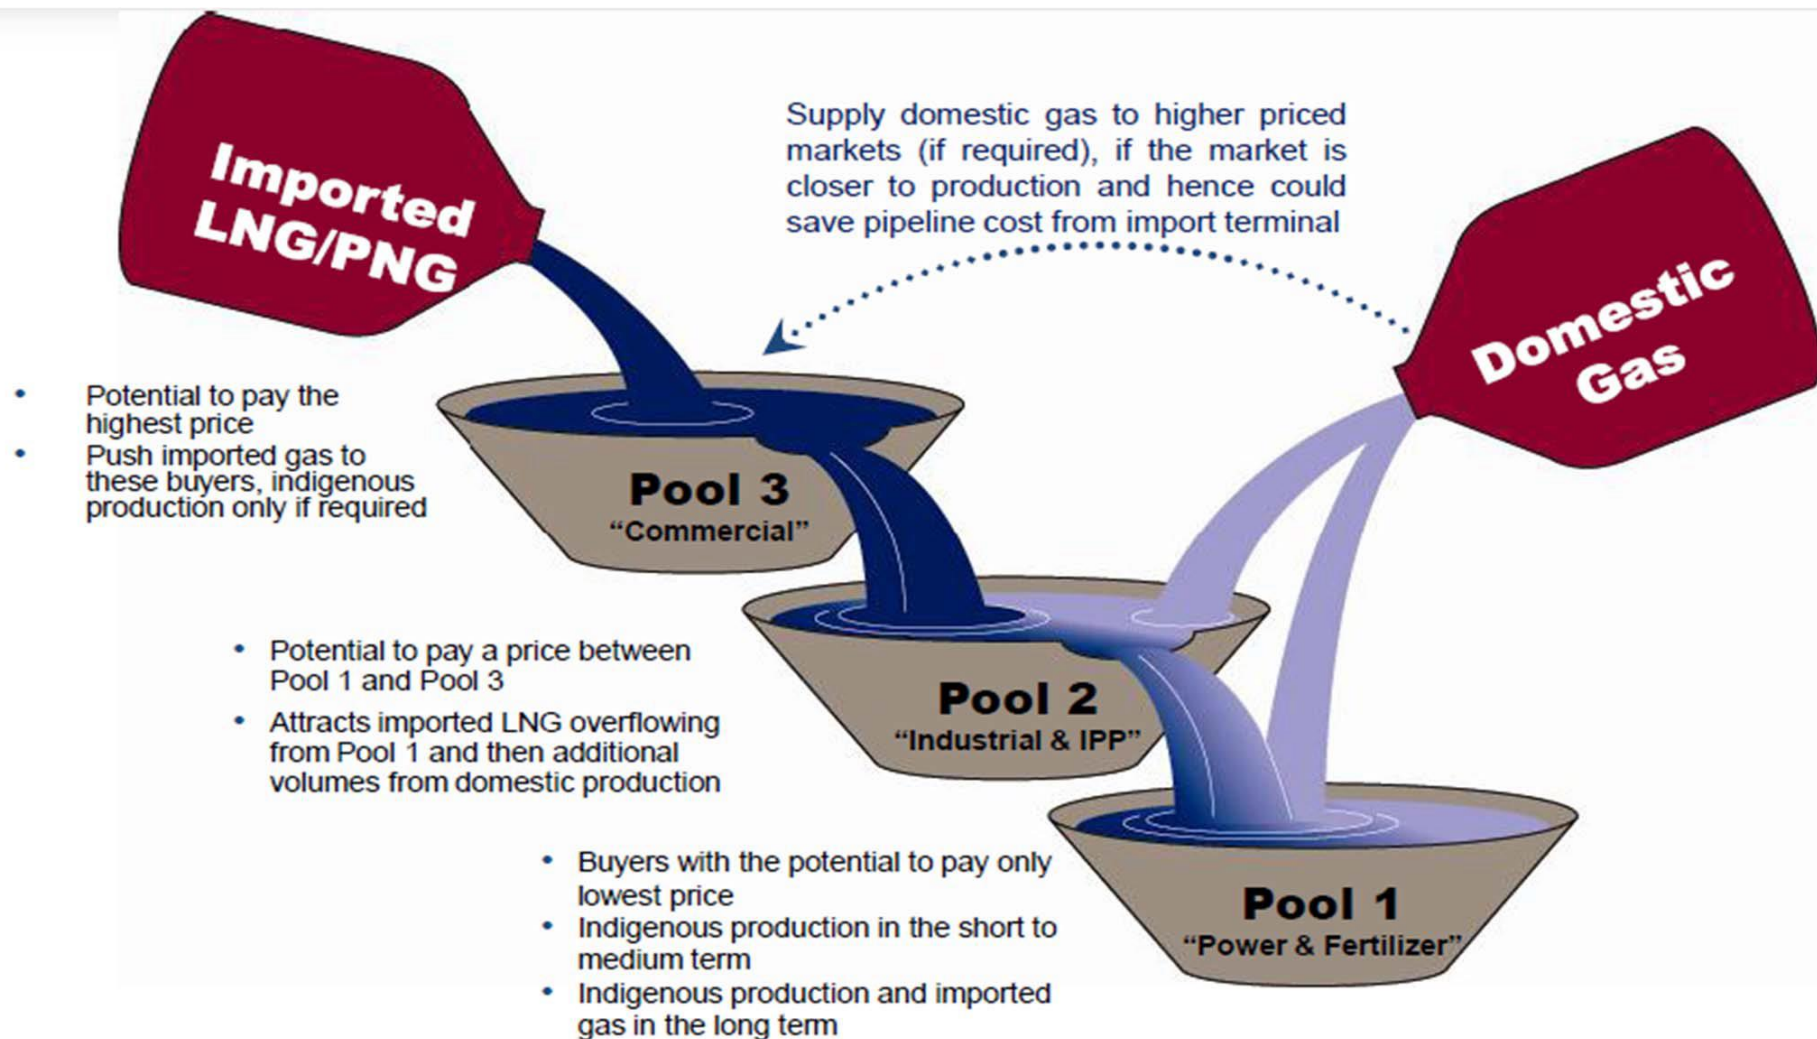 Imported
LNG/PNG
Supply domestic gas to higher priced
markets (if required), if the market is
closer to production and hence could
save pipeline cost from import terminal
Domestic
Gas
• Potential to pay the
highest price
• Push imported gas to
these buyers, indigenous
production only if required
Pool 3
“Commercial”
• Potential to pay a price between
Pool 1 and Pool 3
• Attracts imported LNG overflowing
from Pool 1 and then additional
volumes from domestic production
Pool 2
“Industrial & IPP”
• Buyers with the potential to pay only
lowest price
• Indigenous production in the short to
medium term
• Indigenous production and imported
gas in the long term
Pool 1
“Power & Fertilizer”